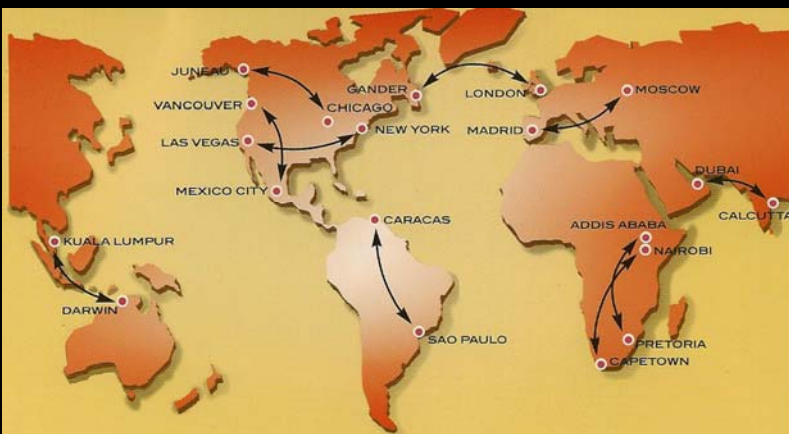 JUNEAU
GANDER
LONDON
MOSCOW
VANCOUVER
CHICAGO
NEW YORK
MADRID
LAS VEGAS
DUBAI
MEXICO CITY
CALCUTTA
CARACAS
ADDIS ABABA
KUALA LUMPUR
NAIROBI
DARWIN
SAO PAULO
PRETORIA
CAPETOWN